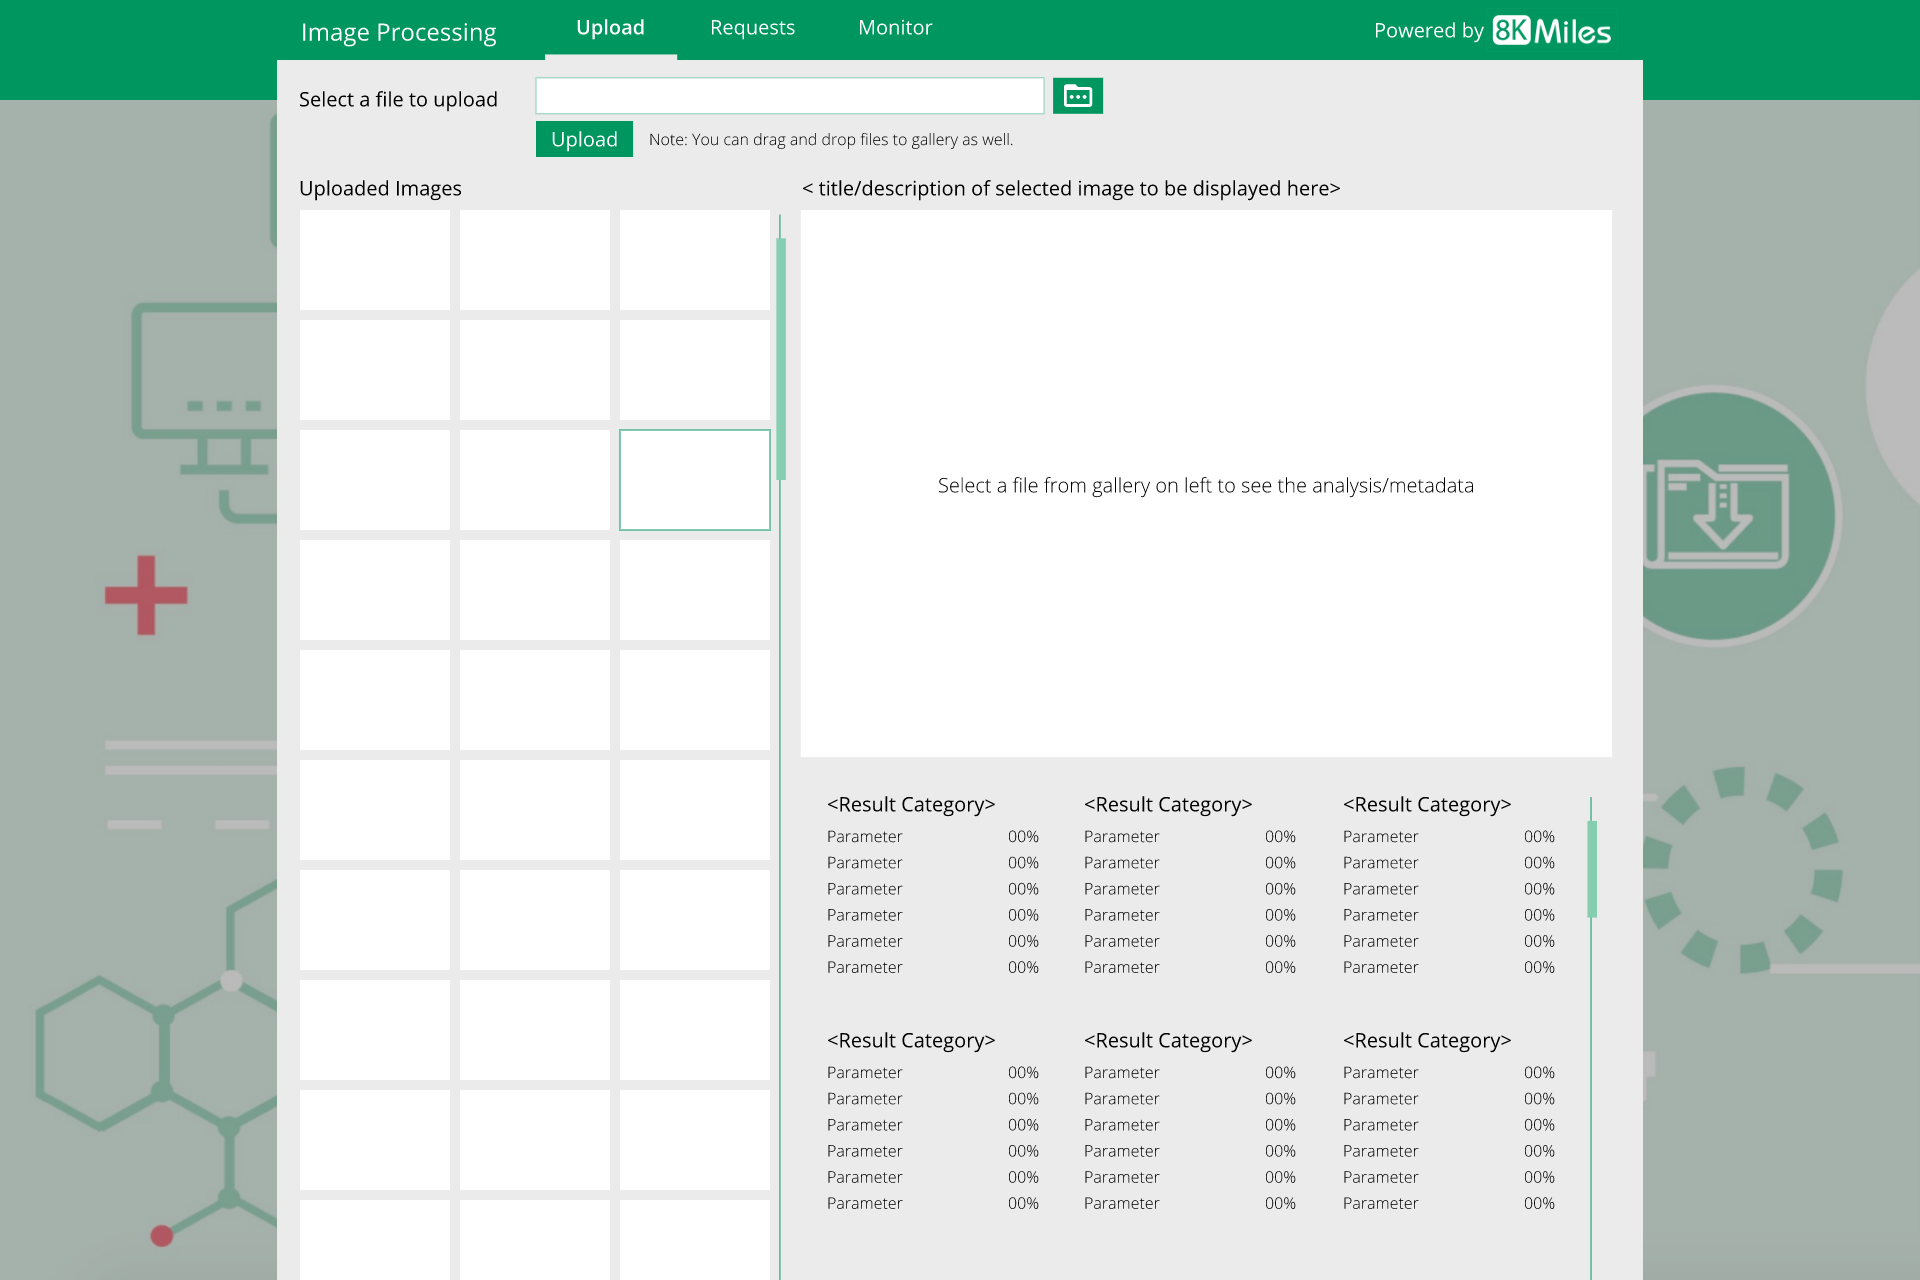 Image Processing
Upload
Requests
Monitor
Powered by 8K Miles
Select a file to upload
Upload
Note: You can drag and drop files to gallery as well.
Uploaded Images
< title/description of selected image to be displayed here>
Select a file from gallery on left to see the analysis/metadata
<Result Category> <Result Category> <Result Category>
Parameter 00% Parameter 00% Parameter 00%
Parameter 00% Parameter 00% Parameter 00%
Parameter 00% Parameter 00% Parameter 00%
Parameter 00% Parameter 00% Parameter 00%
Parameter 00% Parameter 00% Parameter 00%
Parameter 00% Parameter 00% Parameter 00%
<Result Category> <Result Category> <Result Category>
Parameter 00% Parameter 00% Parameter 00%
Parameter 00% Parameter 00% Parameter 00%
Parameter 00% Parameter 00% Parameter 00%
Parameter 00% Parameter 00% Parameter 00%
Parameter 00% Parameter 00% Parameter 00%
Parameter 00% Parameter 00% Parameter 00%